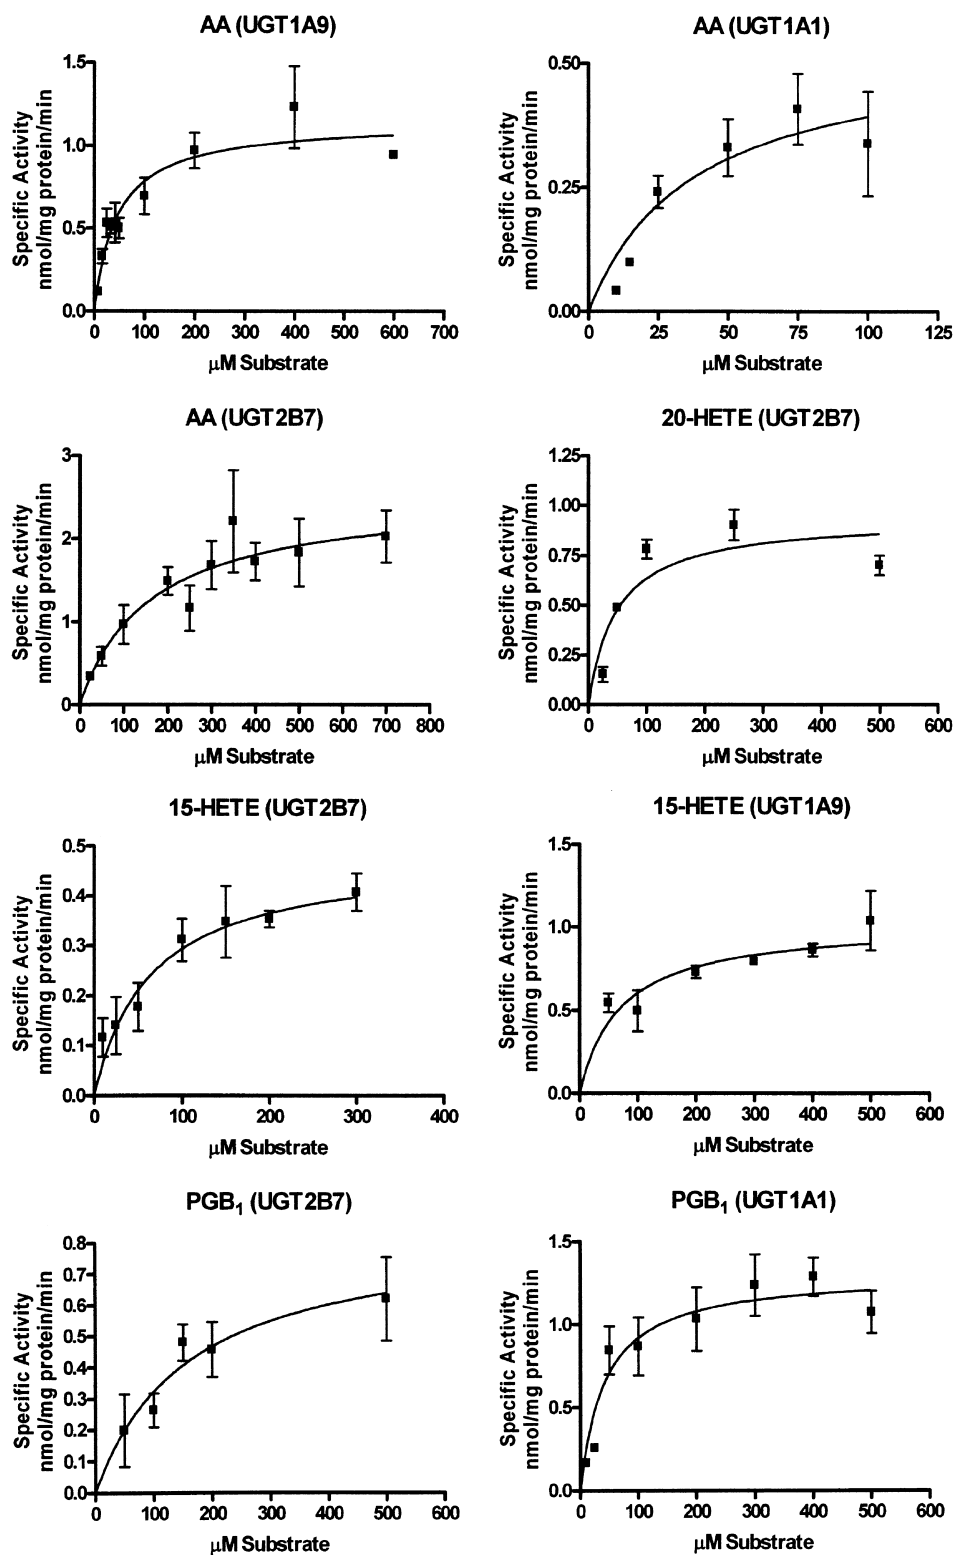 AA (UGT1A9)
Specific Activity
nmol/mg protein/min
1.5
1.0
0.5
0.0
0 100 200 300 400 500 600 700
µM Substrate
AA (UGT1A1)
Specific Activity
nmol/mg protein/min
0.50
0.25
0.00
0 25 50 75 100 125
µM Substrate
AA (UGT2B7)
Specific Activity
nmol/mg protein/min
3
2
1
0
0 100 200 300 400 500 600 700 800
µM Substrate
20-HETE (UGT2B7)
Specific Activity
nmol/mg protein/min
1.25
1.00
0.75
0.50
0.25
0.00
0 100 200 300 400 500 600
µM Substrate
15-HETE (UGT2B7)
Specific Activity
nmol/mg protein/min
0.5
0.4
0.3
0.2
0.1
0.0
0 100 200 300 400
µM Substrate
15-HETE (UGT1A9)
Specific Activity
nmol/mg protein/min
1.5
1.0
0.5
0.0
0 100 200 300 400 500 600
µM Substrate
PGB₁ (UGT2B7)
Specific Activity
nmol/mg protein/min
0.8
0.7
0.6
0.5
0.4
0.3
0.2
0.1
0.0
0 100 200 300 400 500 600
µM Substrate
PGB₁ (UGT1A1)
Specific Activity
nmol/mg protein/min
1.5
1.0
0.5
0.0
0 100 200 300 400 500 600
µM Substrate